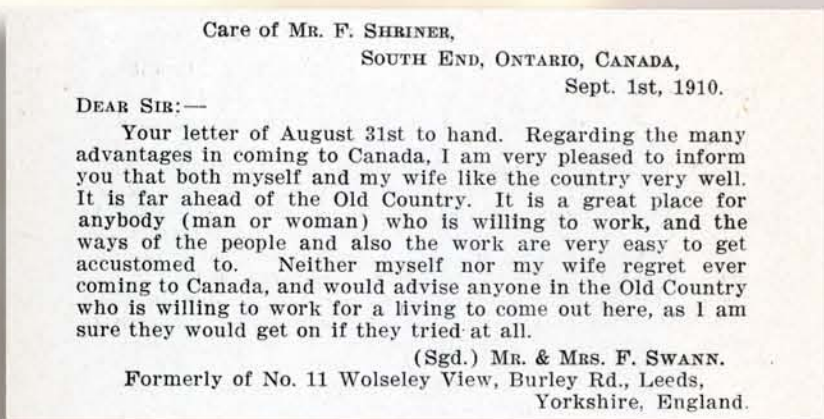 Care of Mr. F. Shriner,
South End, Ontario, Canada,
Sept. 1st, 1910.
Dear Sir:—
Your letter of August 31st to hand. Regarding the many
advantages in coming to Canada, I am very pleased to inform
you that both myself and my wife like the country very well.
It is far ahead of the Old Country. It is a great place for
anybody (man or woman) who is willing to work, and the
ways of the people and also the work are very easy to get
accustomed to. Neither myself nor my wife regret ever
coming to Canada, and would advise anyone in the Old Country
who is willing to work for a living to come out here, as I am
sure they would get on if they tried at all.
(Sgd.) Mr. & Mrs. F. Swann.
Formerly of No. 11 Wolseley View, Burley Rd., Leeds,
Yorkshire, England.